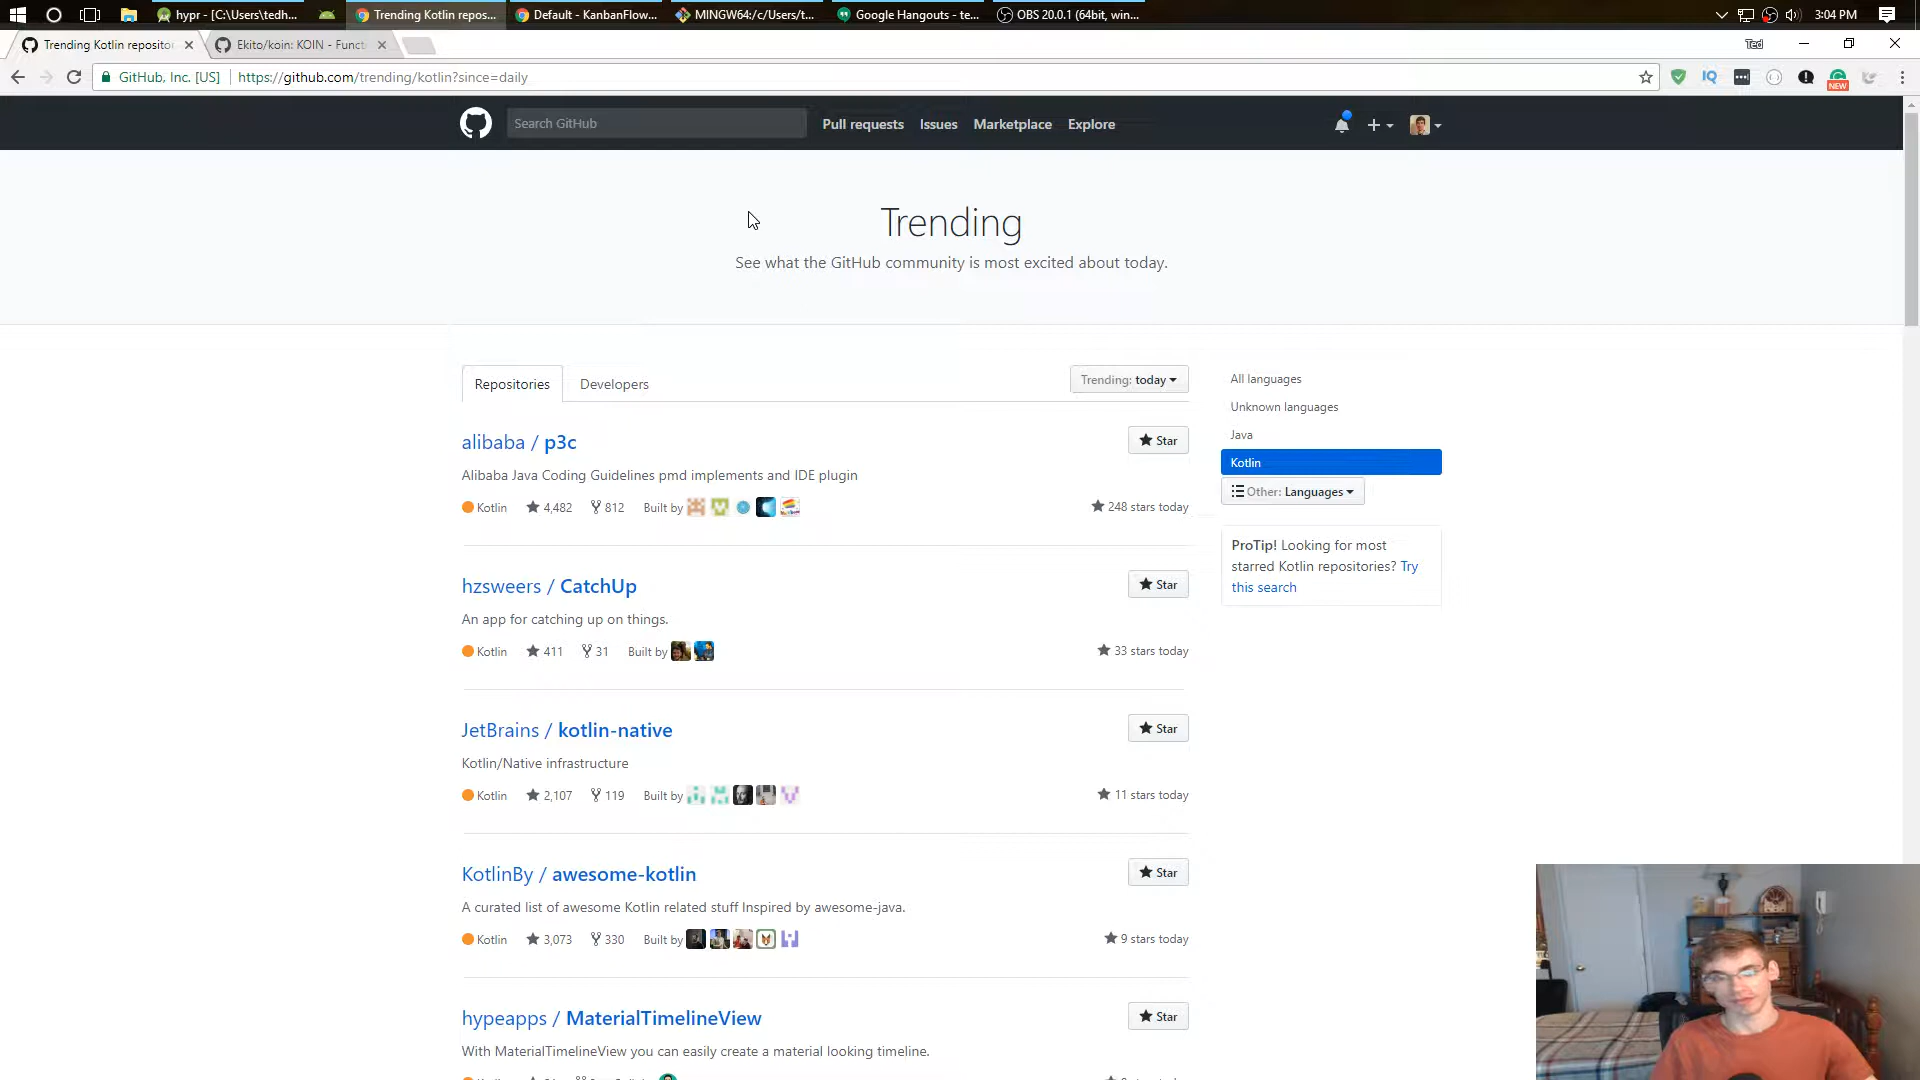 hypr - [C:\Users\tedh...
Trending Kotlin repos...
Default - KanbanFlow...
MINGW64:/c/Users/t...
Google Hangouts - te...
OBS 20.0.1 (64bit, win...
3:04 PM
Trending Kotlin reposito
Ekito/koin: KOIN - Funct
Ted
GitHub, Inc. [US]
https://github.com/trending/kotlin?since=daily
IQ
NEW
Search GitHub
Pull requests
Issues
Marketplace
Explore
Trending
See what the GitHub community is most excited about today.
Repositories
Developers
Trending: today
All languages
Unknown languages
Java
Kotlin
Other: Languages
ProTip! Looking for most
starred Kotlin repositories? Try
this search
alibaba / p3c
Star
Alibaba Java Coding Guidelines pmd implements and IDE plugin
Kotlin 4,482 812 Built by 248 stars today
hzsweers / CatchUp
Star
An app for catching up on things.
Kotlin 411 31 Built by 33 stars today
JetBrains / kotlin-native
Star
Kotlin/Native infrastructure
Kotlin 2,107 119 Built by 11 stars today
KotlinBy / awesome-kotlin
Star
A curated list of awesome Kotlin related stuff Inspired by awesome-java.
Kotlin 3,073 330 Built by 9 stars today
hypeapps / MaterialTimelineView
Star
With MaterialTimelineView you can easily create a material looking timeline.